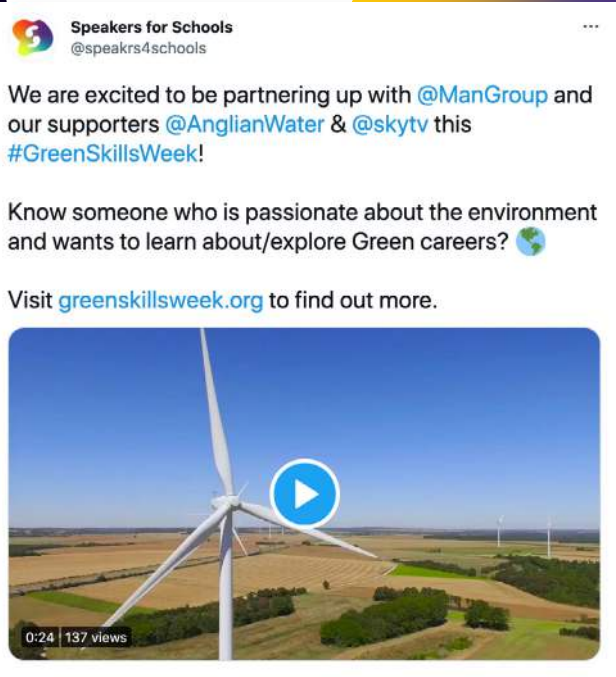 Speakers for Schools
@speakrs4schools
We are excited to be partnering up with @ManGroup and
our supporters @AnglianWater & @skytv this
#GreenSkillsWeek!
Know someone who is passionate about the environment
and wants to learn about/explore Green careers? 🌎
Visit greenskillsweek.org to find out more.
0:24 137 views